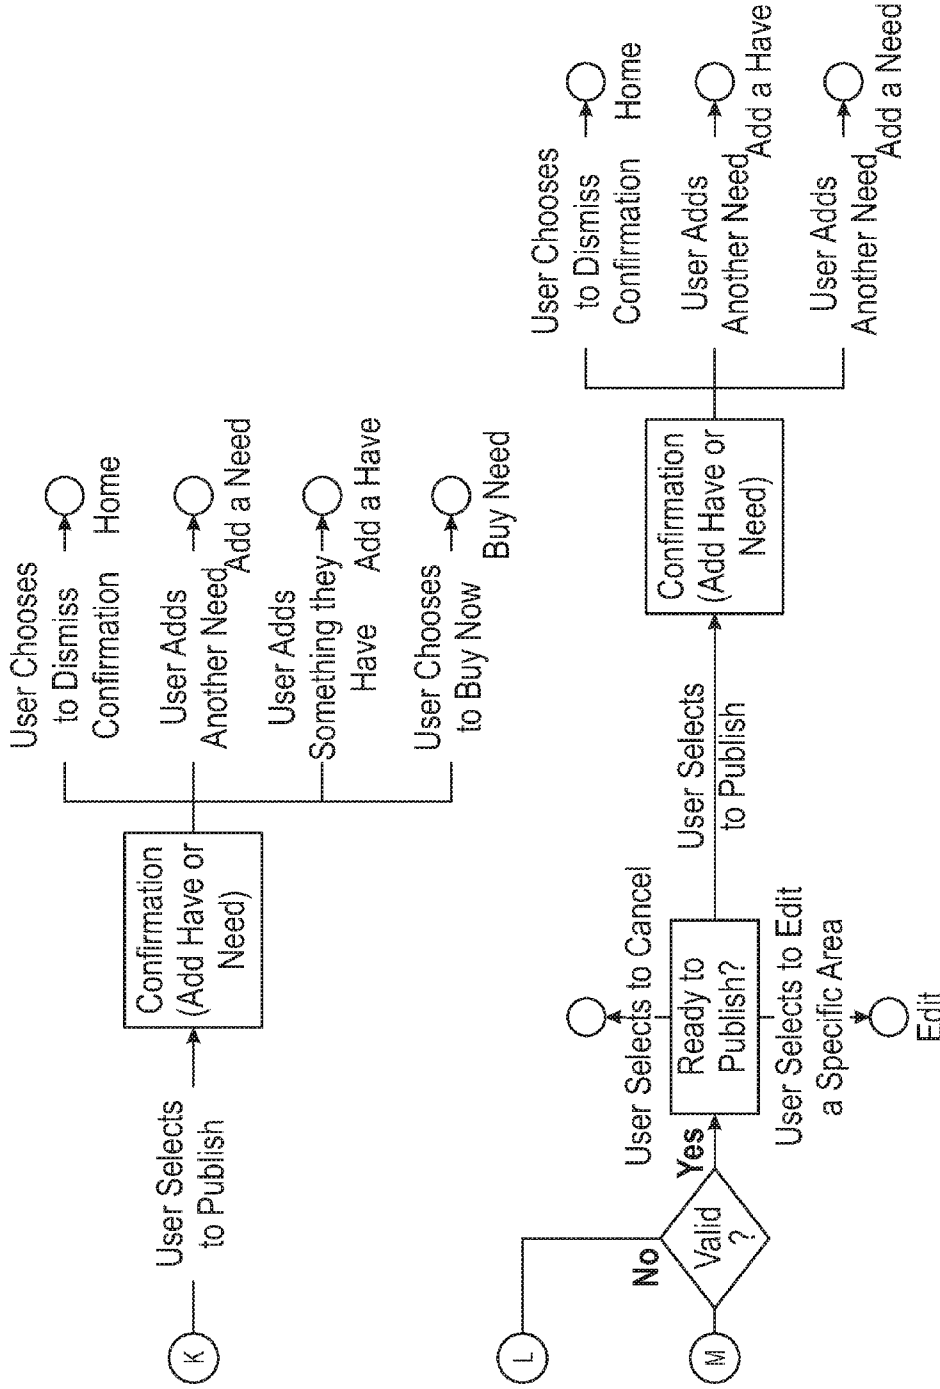 K
User Selects
to Publish
Confirmation
(Add Have or
Need)
User Chooses
to Dismiss
Confirmation
Home
User Adds
Another Need
Add a Need
User Adds
Something they
Have
Add a Have
User Chooses
to Buy Now
Buy Need
L
M
Valid
?
No
Yes
User Selects to Cancel
Ready to
Publish?
User Selects to Edit
a Specific Area
Edit
User Selects
to Publish
Confirmation
(Add Have or
Need)
User Chooses
to Dismiss
Confirmation
Home
User Adds
Another Need
Add a Have
User Adds
Another Need
Add a Need